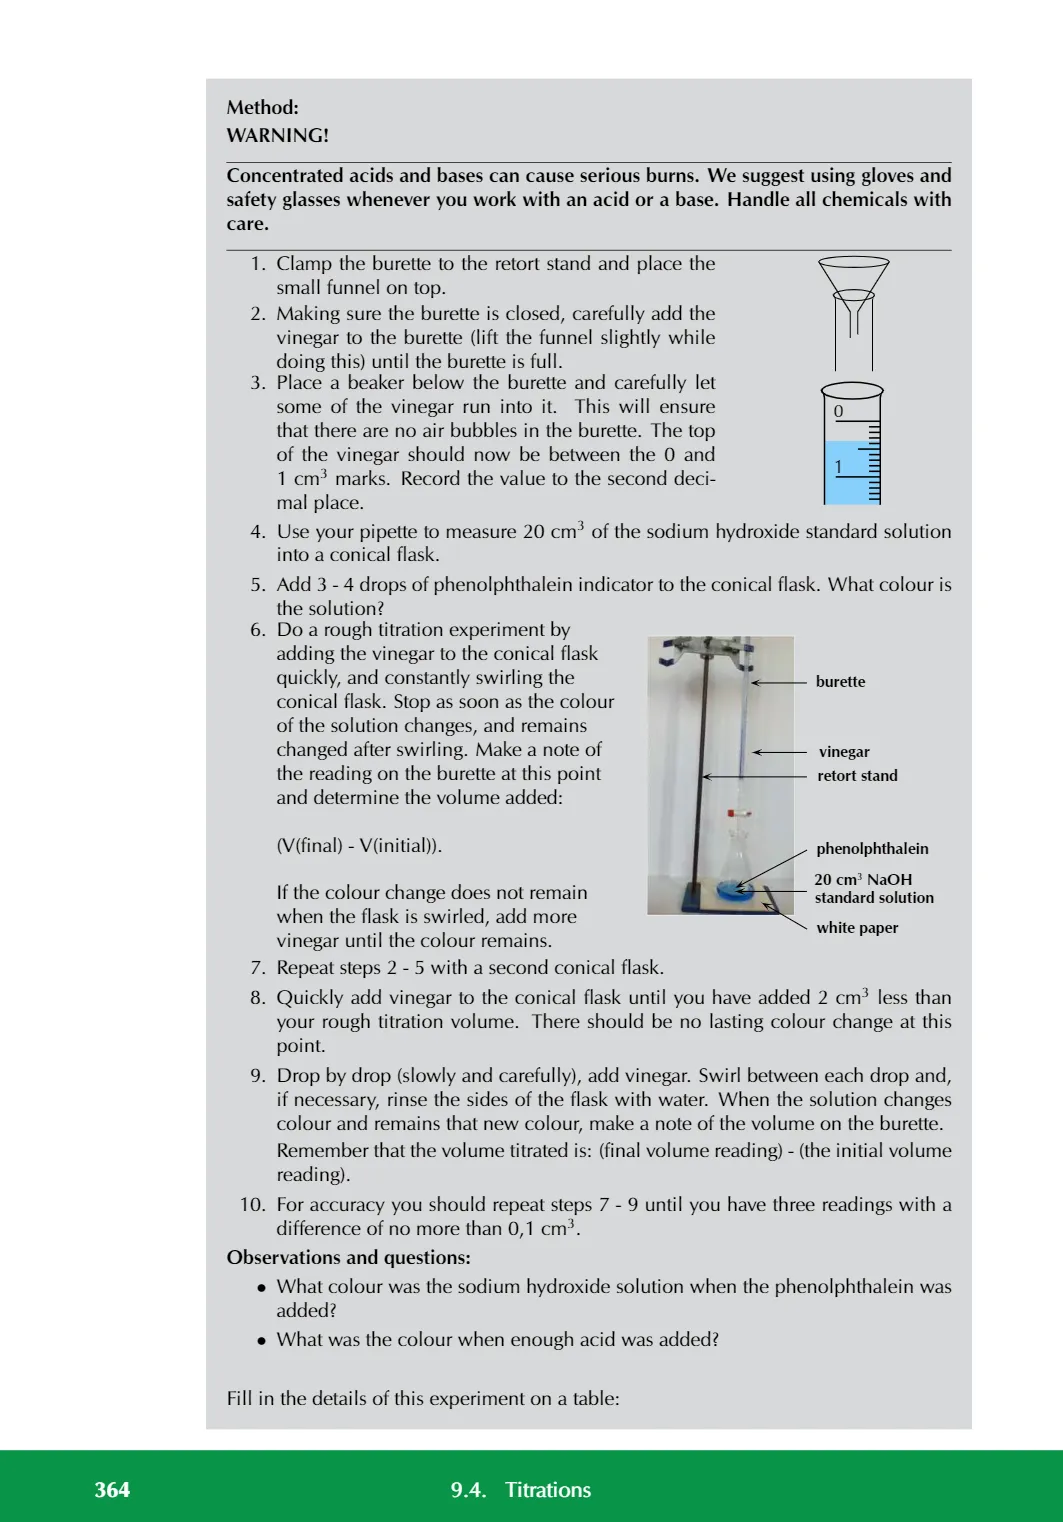 Method:
WARNING!
Concentrated acids and bases can cause serious burns. We suggest using gloves and
safety glasses whenever you work with an acid or a base. Handle all chemicals with
care.
1. Clamp the burette to the retort stand and place the
small funnel on top.
2. Making sure the burette is closed, carefully add the
vinegar to the burette (lift the funnel slightly while
doing this) until the burette is full.
3. Place a beaker below the burette and carefully let
some of the vinegar run into it. This will ensure
that there are no air bubbles in the burette. The top
of the vinegar should now be between the 0 and
1 cm³ marks. Record the value to the second deci-
mal place.
0
1
4. Use your pipette to measure 20 cm³ of the sodium hydroxide standard solution
into a conical flask.
5. Add 3 - 4 drops of phenolphthalein indicator to the conical flask. What colour is
the solution?
6. Do a rough titration experiment by
adding the vinegar to the conical flask
quickly, and constantly swirling the
conical flask. Stop as soon as the colour
of the solution changes, and remains
changed after swirling. Make a note of
the reading on the burette at this point
and determine the volume added:
(V(final) - V(initial)).
If the colour change does not remain
when the flask is swirled, add more
vinegar until the colour remains.
burette
vinegar
retort stand
phenolphthalein
20 cm³ NaOH
standard solution
white paper
7. Repeat steps 2 - 5 with a second conical flask.
8. Quickly add vinegar to the conical flask until you have added 2 cm³ less than
your rough titration volume. There should be no lasting colour change at this
point.
9. Drop by drop (slowly and carefully), add vinegar. Swirl between each drop and,
if necessary, rinse the sides of the flask with water. When the solution changes
colour and remains that new colour, make a note of the volume on the burette.
Remember that the volume titrated is: (final volume reading) - (the initial volume
reading).
10. For accuracy you should repeat steps 7 - 9 until you have three readings with a
difference of no more than 0,1 cm³.
Observations and questions:
• What colour was the sodium hydroxide solution when the phenolphthalein was
added?
• What was the colour when enough acid was added?
Fill in the details of this experiment on a table:
364 9.4. Titrations